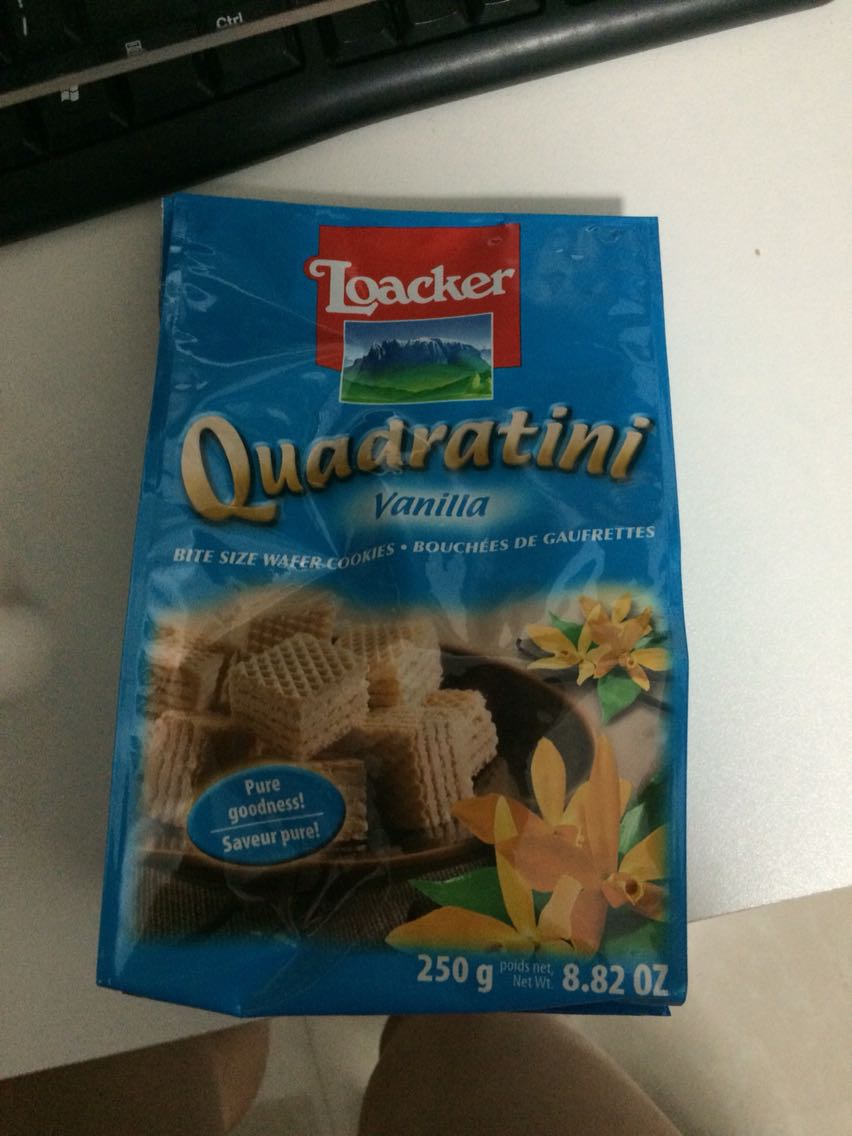 Ctrl
Loacker
Quadratini
Vanilla
BITE SIZE WAFER COOKIES • BOUCHÉES DE GAUFRETTES
Pure
goodness!
Saveur pure!
250 g poids net, Net Wt. 8.82 OZ